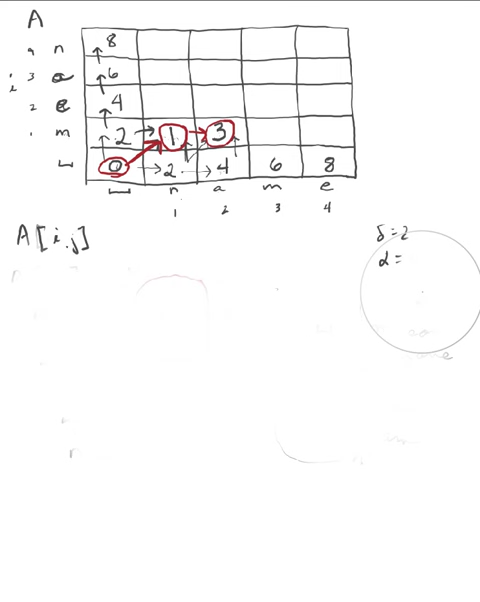 A
4 n 8
i 3 a 6
2 e 4
1 m 2 1 3
␣ 0 2 4 6 8
␣ n a m e
1 2 3 4
A[i,j]
δ=2
α=